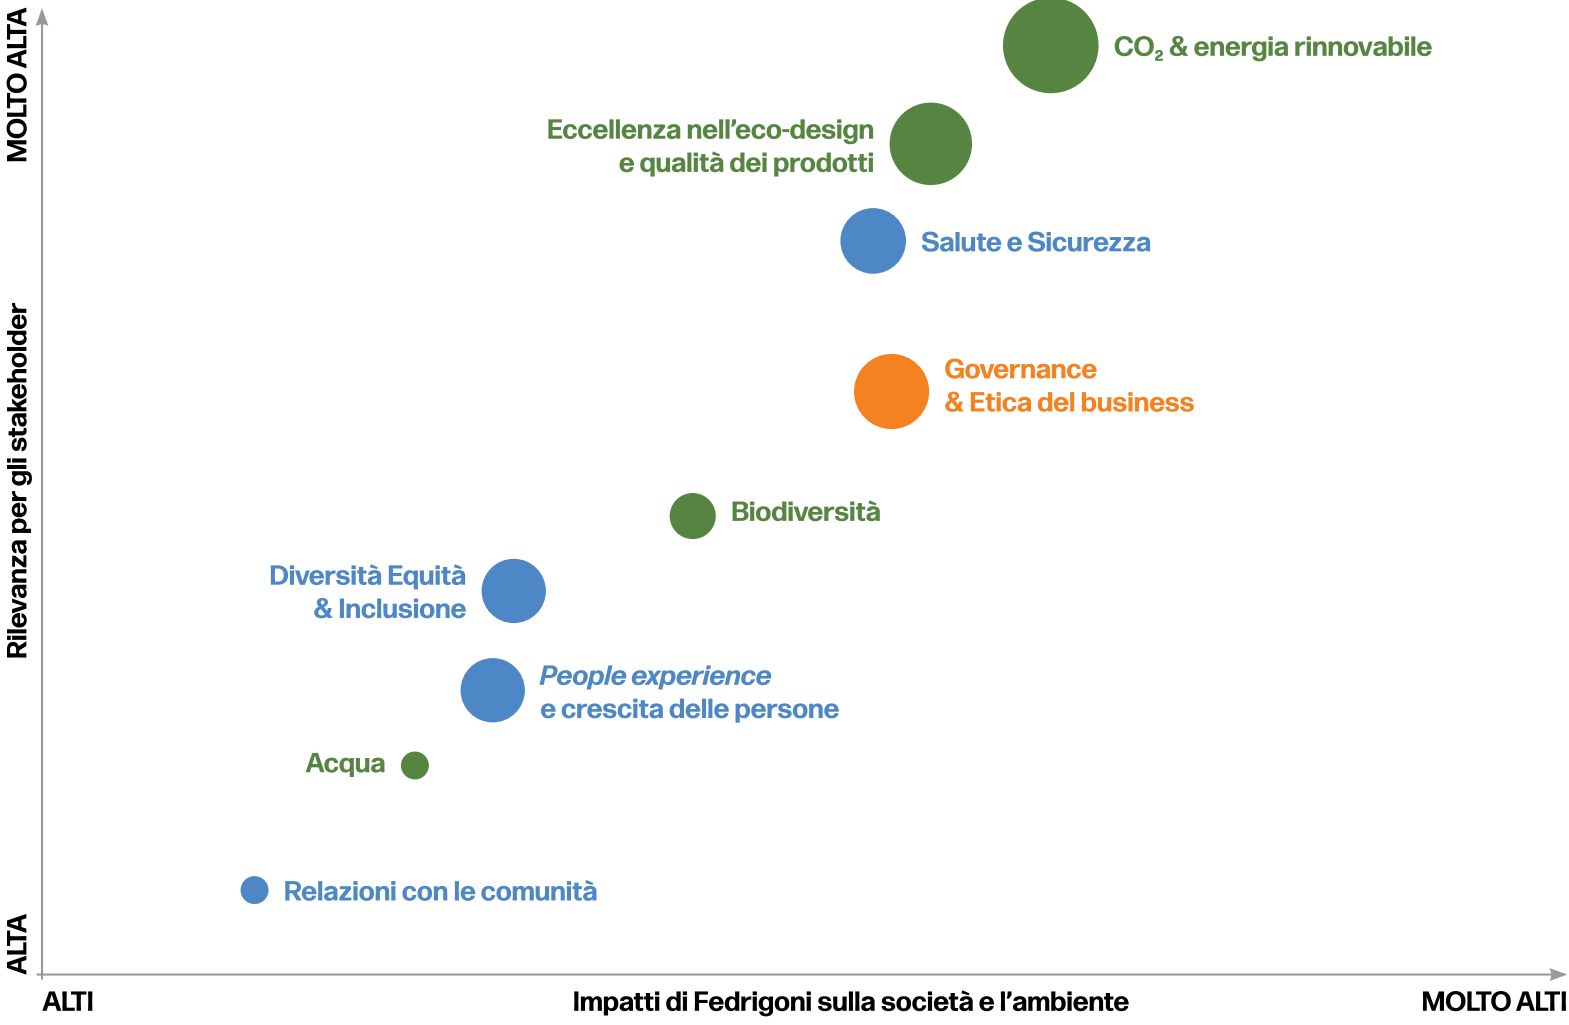 MOLTO ALTA
CO₂ & energia rinnovabile
Eccellenza nell’eco-design
e qualità dei prodotti
Salute e Sicurezza
Rilevanza per gli stakeholder
Governance
& Etica del business
Biodiversità
Diversità Equità
& Inclusione
People experience
e crescita delle persone
Acqua
Relazioni con le comunità
ALTA
ALTI
Impatti di Fedrigoni sulla società e l’ambiente
MOLTO ALTI